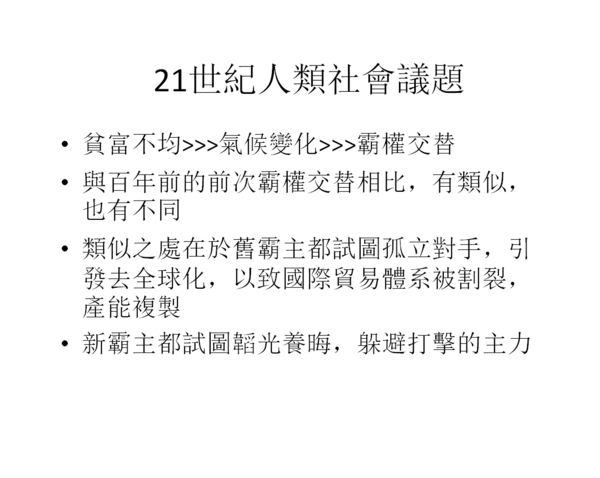 21世紀人類社會議題
• 貧富不均>>>氣候變化>>>霸權交替
• 與百年前的前次霸權交替相比，有類似，
也有不同
• 類似之處在於舊霸主都試圖孤立對手，引
發去全球化，以致國際貿易體系被割裂，
產能複製
• 新霸主都試圖韜光養晦，躲避打擊的主力